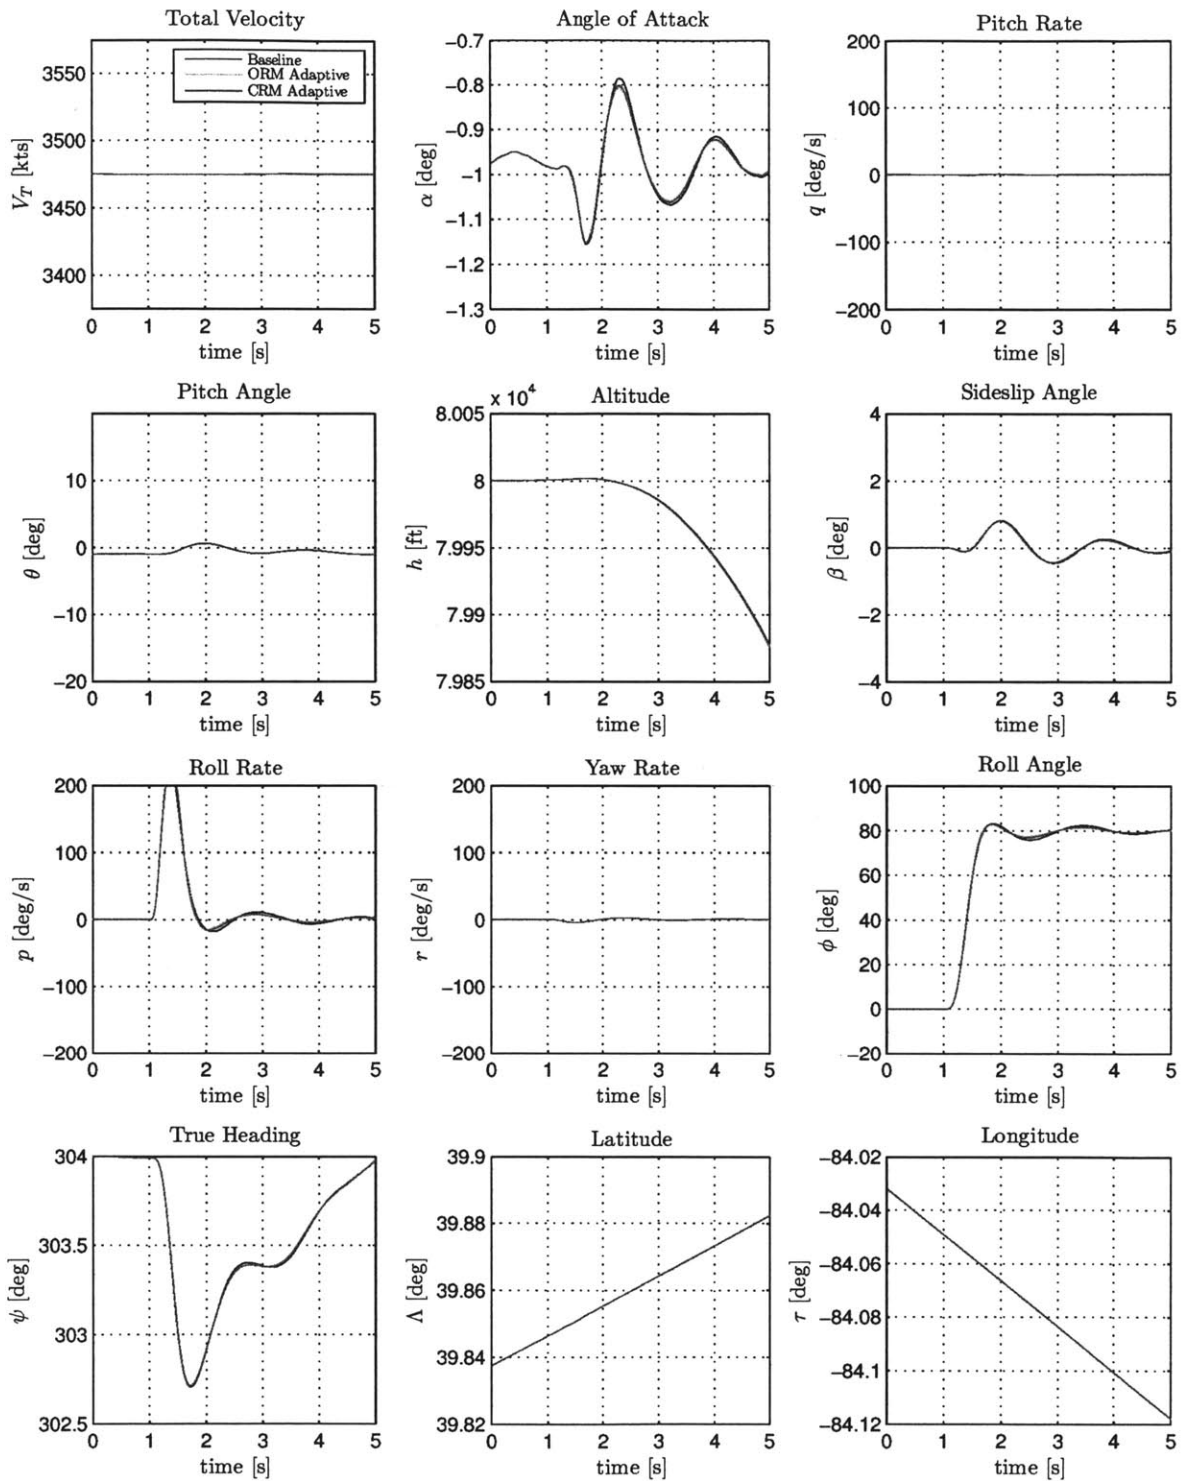 Total Velocity
3550
3500
3450
3400
V_T [kts]
Baseline
ORM Adaptive
CRM Adaptive
0 1 2 3 4 5
time [s]
Angle of Attack
−0.7
−0.8
−0.9
−1
−1.1
−1.2
−1.3
α [deg]
0 1 2 3 4 5
time [s]
Pitch Rate
200
100
0
−100
−200
q [deg/s]
0 1 2 3 4 5
time [s]
Pitch Angle
10
0
−10
−20
θ [deg]
0 1 2 3 4 5
time [s]
x 10⁴
Altitude
8.005
8
7.995
7.99
7.985
h [ft]
0 1 2 3 4 5
time [s]
Sideslip Angle
4
2
0
−2
−4
β [deg]
0 1 2 3 4 5
time [s]
Roll Rate
200
100
0
−100
−200
p [deg/s]
0 1 2 3 4 5
time [s]
Yaw Rate
200
100
0
−100
−200
r [deg/s]
0 1 2 3 4 5
time [s]
Roll Angle
100
80
60
40
20
0
−20
φ [deg]
0 1 2 3 4 5
time [s]
True Heading
304
303.5
303
302.5
ψ [deg]
0 1 2 3 4 5
time [s]
Latitude
39.9
39.88
39.86
39.84
39.82
Λ [deg]
0 1 2 3 4 5
time [s]
Longitude
−84.02
−84.04
−84.06
−84.08
−84.1
−84.12
τ [deg]
0 1 2 3 4 5
time [s]